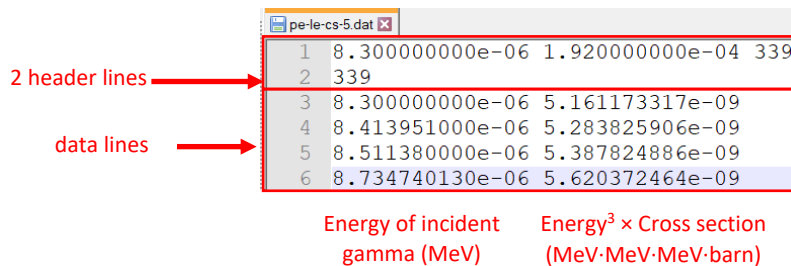 pe-le-cs-5.dat
1 8.300000000e-06 1.920000000e-04 339
2 339
3 8.300000000e-06 5.161173317e-09
4 8.413951000e-06 5.283825906e-09
5 8.511380000e-06 5.387824886e-09
6 8.734740130e-06 5.620372464e-09
2 header lines
data lines
Energy of incident
gamma (MeV)
Energy³ × Cross section
(MeV·MeV·MeV·barn)